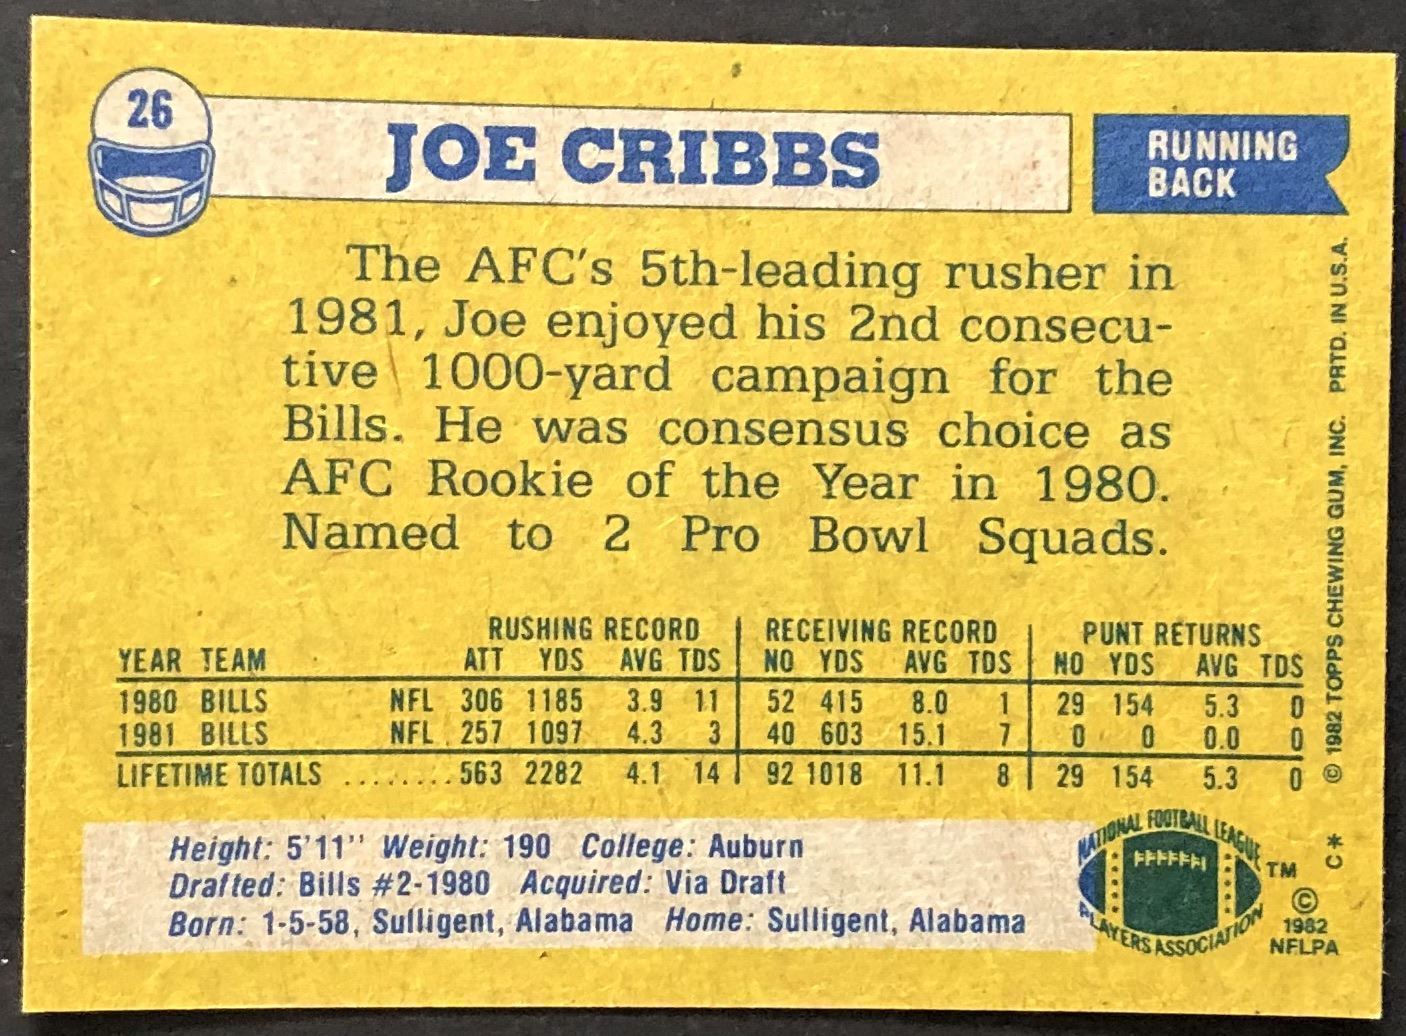 26
JOE CRIBBS
RUNNING
BACK
The AFC's 5th-leading rusher in
1981, Joe enjoyed his 2nd consecu-
tive 1000-yard campaign for the
Bills. He was consensus choice as
AFC Rookie of the Year in 1980.
Named to 2 Pro Bowl Squads.
RUSHING RECORD RECEIVING RECORD PUNT RETURNS
YEAR TEAM ATT YDS AVG TDS NO YDS AVG TDS NO YDS AVG TDS
1980 BILLS NFL 306 1185 3.9 11 52 415 8.0 1 29 154 5.3 0
1981 BILLS NFL 257 1097 4.3 3 40 603 15.1 7 0 0 0.0 0
LIFETIME TOTALS ........ 563 2282 4.1 14 92 1018 11.1 8 29 154 5.3 0
Height: 5'11" Weight: 190 College: Auburn
Drafted: Bills #2-1980 Acquired: Via Draft
Born: 1-5-58, Sulligent, Alabama Home: Sulligent, Alabama
NATIONAL FOOTBALL LEAGUE
PLAYERS ASSOCIATION
TM
©
1982
NFLPA
© 1982 TOPPS CHEWING GUM, INC. PRTD. IN U.S.A.
C*